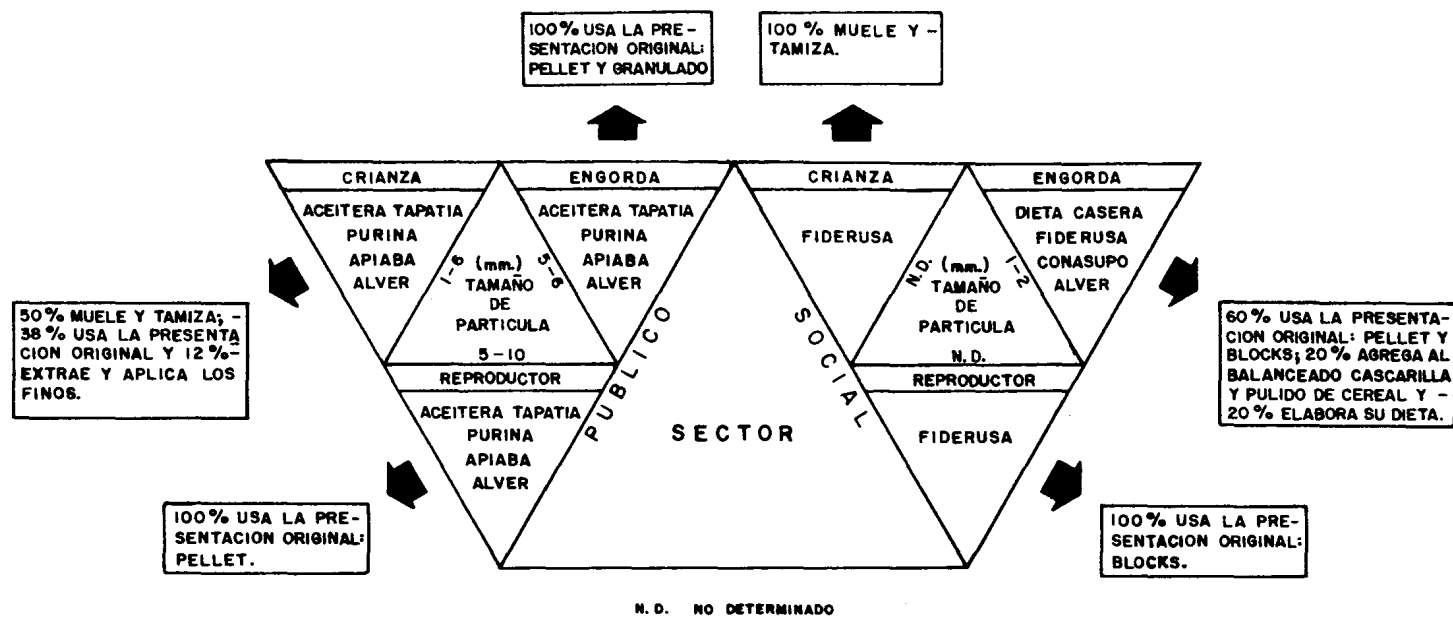 100% USA LA PRE-
SENTACION ORIGINAL:
PELLET Y GRANULADO
100% MUELE Y -
TAMIZA.
CRIANZA
ACEITERA TAPATIA
PURINA
APIABA
ALVER
ENGORDA
ACEITERA TAPATIA
PURINA
APIABA
ALVER
1-6
(mm.)
5-6
TAMAÑO
DE
PARTICULA
5-10
REPRODUCTOR
ACEITERA TAPATIA
PURINA
APIABA
ALVER
PUBLICO
SECTOR
SOCIAL
CRIANZA
FIDERUSA
ENGORDA
DIETA CASERA
FIDERUSA
CONASUPO
ALVER
N.D.
(mm.)
1-2
TAMAÑO
DE
PARTICULA
N.D.
REPRODUCTOR
FIDERUSA
50% MUELE Y TAMIZA; -
38% USA LA PRESENTA
CION ORIGINAL Y 12%-
EXTRAE Y APLICA LOS
FINOS.
60% USA LA PRESENTA-
CION ORIGINAL: PELLET Y
BLOCKS; 20% AGREGA AL
BALANCEADO CASCARILLA
Y PULIDO DE CEREAL Y -
20% ELABORA SU DIETA.
100% USA LA PRE-
SENTACION ORIGINAL:
PELLET.
100% USA LA PRE-
SENTACION ORIGINAL:
BLOCKS.
N.D. NO DETERMINADO